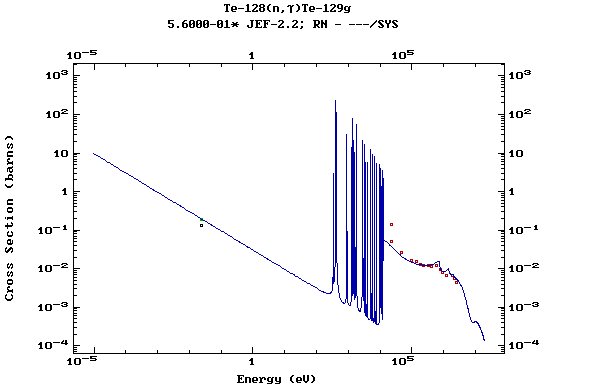 Te-128(n,γ)Te-129g
5.6000-01* JEF-2.2; RN - ---/SYS
10⁻⁵ 1 10⁵
10³ 10³
10² 10²
10 10
1 1
10⁻¹ 10⁻¹
10⁻² 10⁻²
10⁻³ 10⁻³
10⁻⁴ 10⁻⁴
10⁻⁵ 1 10⁵
Cross Section (barns)
Energy (eV)